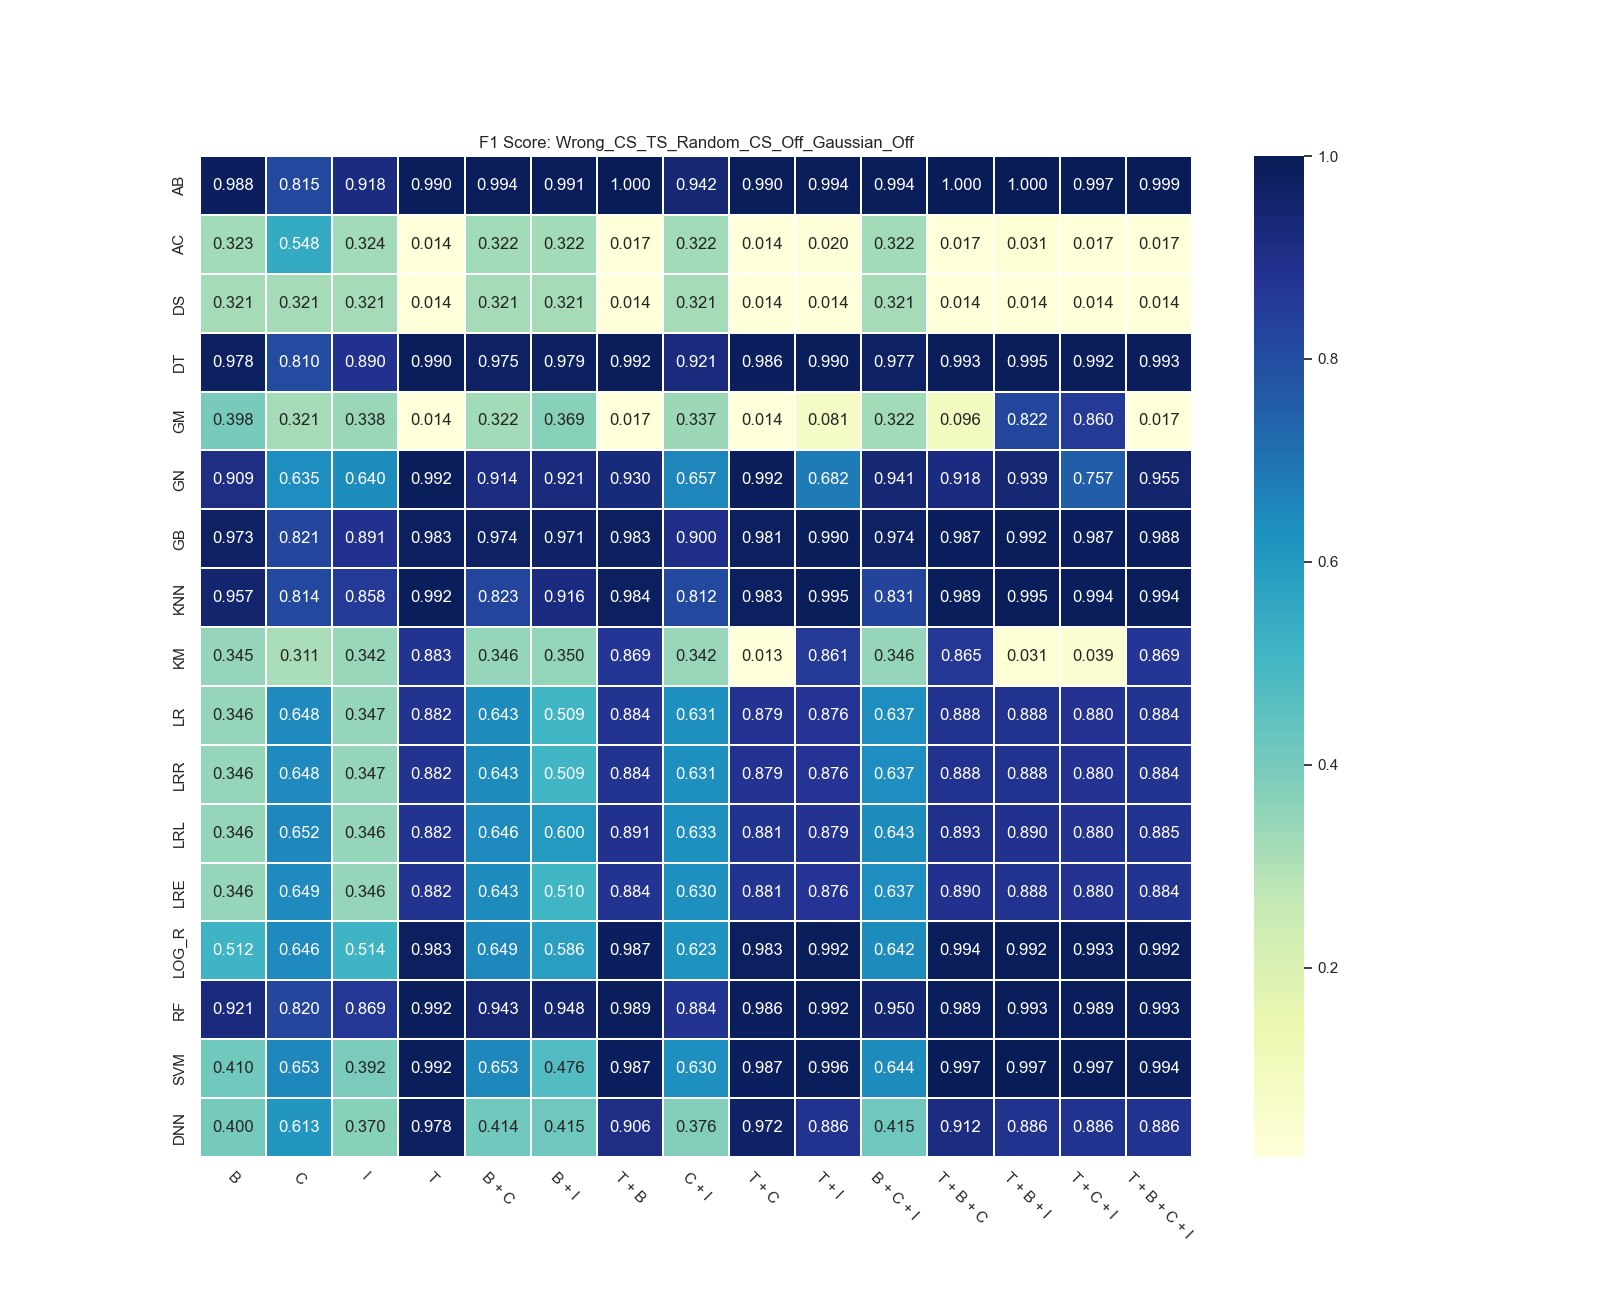 F1 Score: Wrong_CS_TS_Random_CS_Off_Gaussian_Off
AB 0.988 0.815 0.918 0.990 0.994 0.991 1.000 0.942 0.990 0.994 0.994 1.000 1.000 0.997 0.999
AC 0.323 0.548 0.324 0.014 0.322 0.322 0.017 0.322 0.014 0.020 0.322 0.017 0.031 0.017 0.017
DS 0.321 0.321 0.321 0.014 0.321 0.321 0.014 0.321 0.014 0.014 0.321 0.014 0.014 0.014 0.014
DT 0.978 0.810 0.890 0.990 0.975 0.979 0.992 0.921 0.986 0.990 0.977 0.993 0.995 0.992 0.993
GM 0.398 0.321 0.338 0.014 0.322 0.369 0.017 0.337 0.014 0.081 0.322 0.096 0.822 0.860 0.017
GN 0.909 0.635 0.640 0.992 0.914 0.921 0.930 0.657 0.992 0.682 0.941 0.918 0.939 0.757 0.955
GB 0.973 0.821 0.891 0.983 0.974 0.971 0.983 0.900 0.981 0.990 0.974 0.987 0.992 0.987 0.988
KNN 0.957 0.814 0.858 0.992 0.823 0.916 0.984 0.812 0.983 0.995 0.831 0.989 0.995 0.994 0.994
KM 0.345 0.311 0.342 0.883 0.346 0.350 0.869 0.342 0.013 0.861 0.346 0.865 0.031 0.039 0.869
LR 0.346 0.648 0.347 0.882 0.643 0.509 0.884 0.631 0.879 0.876 0.637 0.888 0.888 0.880 0.884
LRR 0.346 0.648 0.347 0.882 0.643 0.509 0.884 0.631 0.879 0.876 0.637 0.888 0.888 0.880 0.884
LRL 0.346 0.652 0.346 0.882 0.646 0.600 0.891 0.633 0.881 0.879 0.643 0.893 0.890 0.880 0.885
LRE 0.346 0.649 0.346 0.882 0.643 0.510 0.884 0.630 0.881 0.876 0.637 0.890 0.888 0.880 0.884
LOG_R 0.512 0.646 0.514 0.983 0.649 0.586 0.987 0.623 0.983 0.992 0.642 0.994 0.992 0.993 0.992
RF 0.921 0.820 0.869 0.992 0.943 0.948 0.989 0.884 0.986 0.992 0.950 0.989 0.993 0.989 0.993
SVM 0.410 0.653 0.392 0.992 0.653 0.476 0.987 0.630 0.987 0.996 0.644 0.997 0.997 0.997 0.994
DNN 0.400 0.613 0.370 0.978 0.414 0.415 0.906 0.376 0.972 0.886 0.415 0.912 0.886 0.886 0.886
B C I T B + C B + I T + B C + I T + C T + I B + C + I T + B + C T + B + I T + C + I T + B + C + I
1.0
0.8
0.6
0.4
0.2